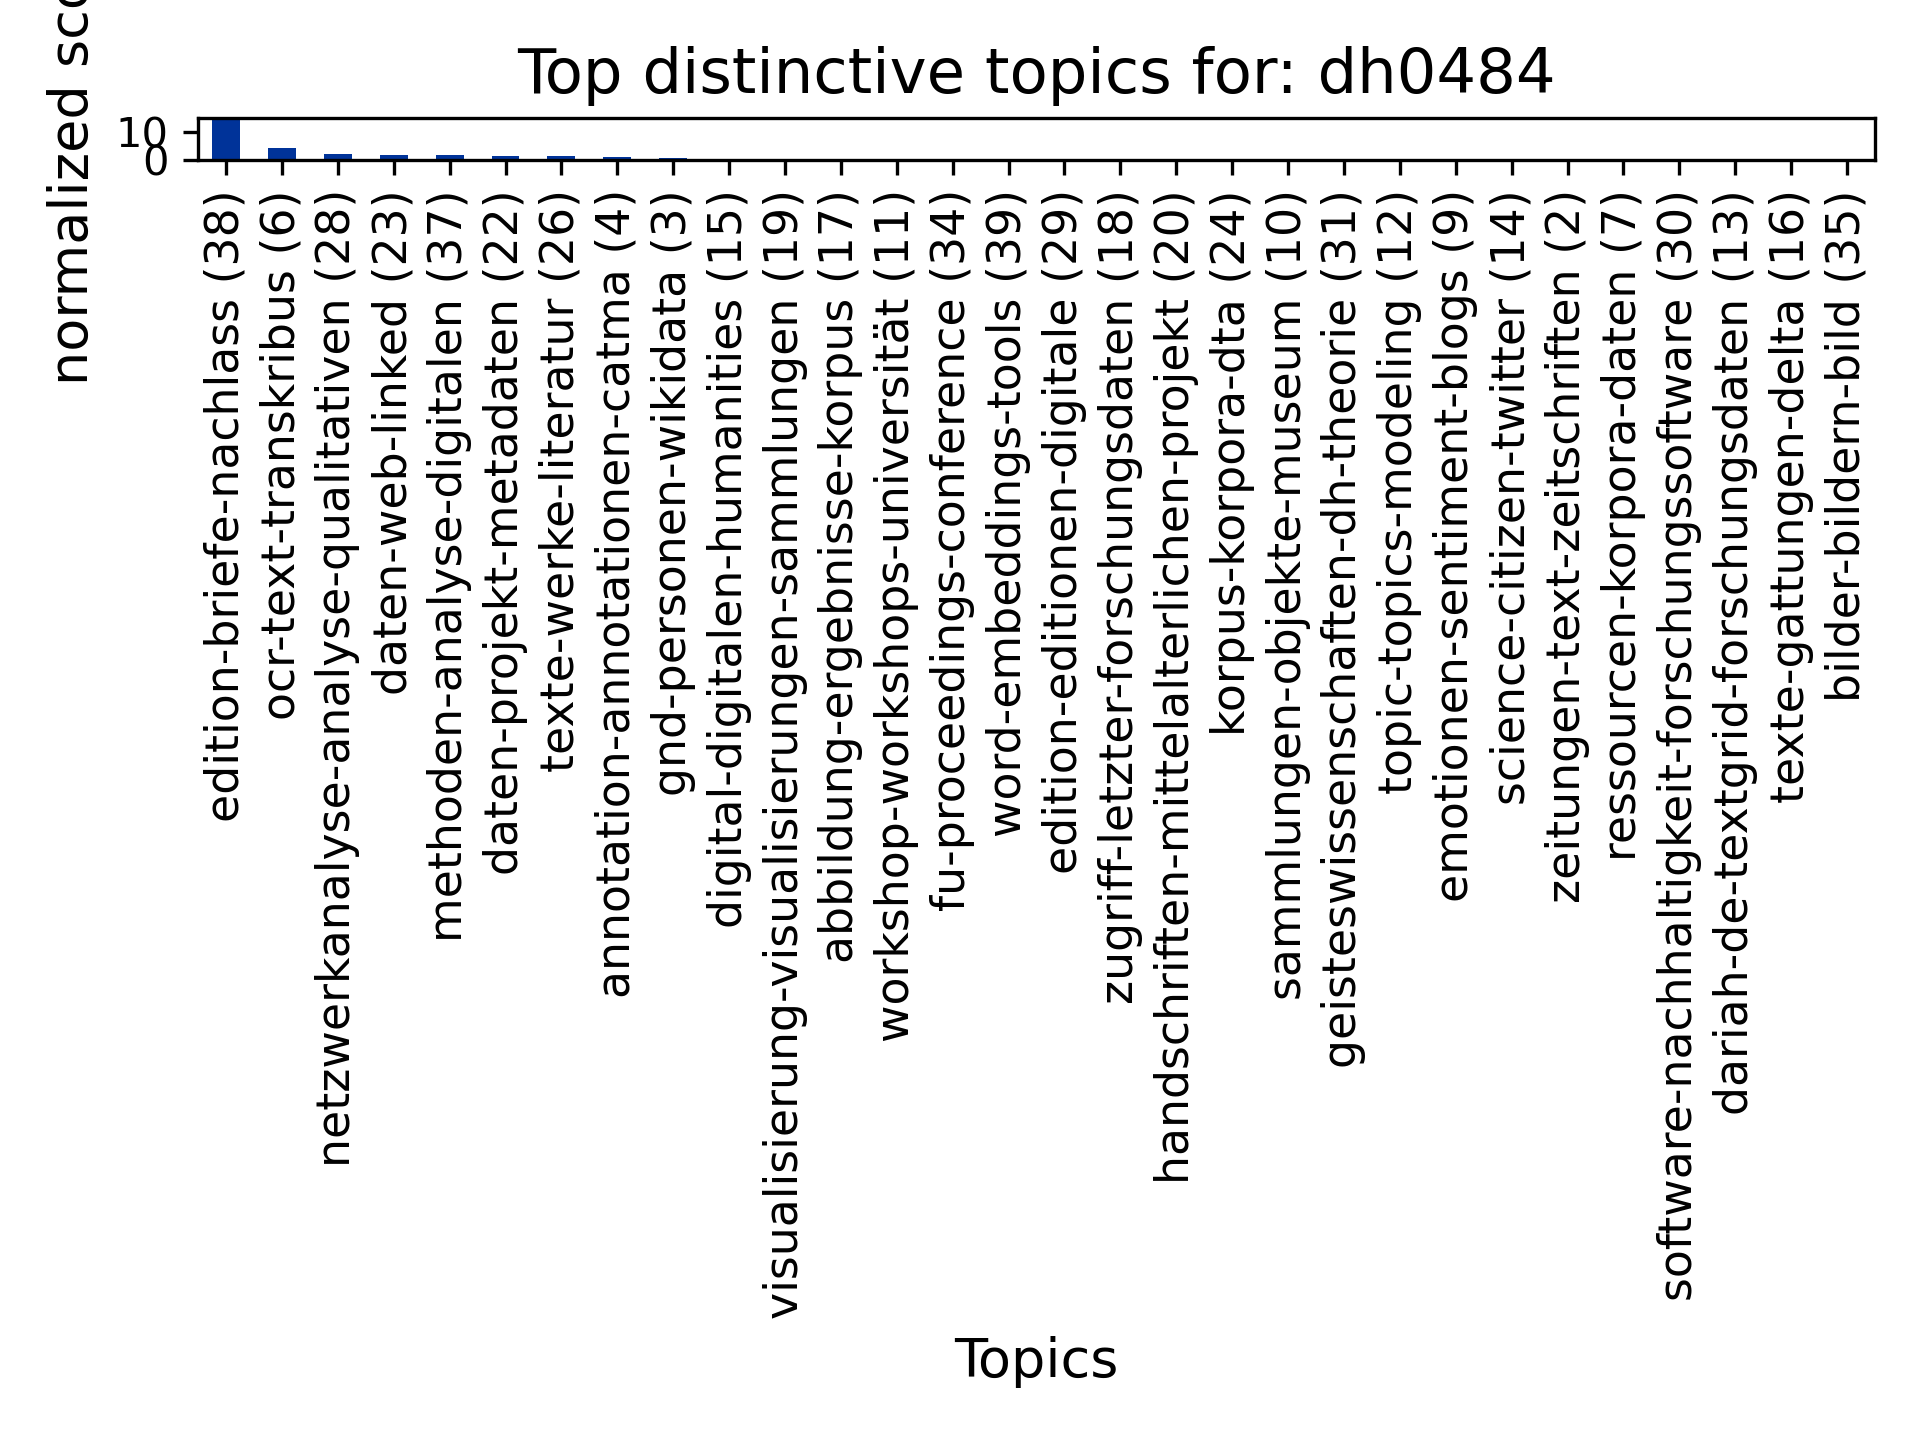 Top distinctive topics for: dh0484
normalized sco
10
0
edition-briefe-nachlass (38)
ocr-text-transkribus (6)
netzwerkanalyse-analyse-qualitativen (28)
daten-web-linked (23)
methoden-analyse-digitalen (37)
daten-projekt-metadaten (22)
texte-werke-literatur (26)
annotation-annotationen-catma (4)
gnd-personen-wikidata (3)
digital-digitalen-humanities (15)
visualisierung-visualisierungen-sammlungen (19)
abbildung-ergebnisse-korpus (17)
workshop-workshops-universität (11)
fu-proceedings-conference (34)
word-embeddings-tools (39)
edition-editionen-digitale (29)
zugriff-letzter-forschungsdaten (18)
handschriften-mittelalterlichen-projekt (20)
korpus-korpora-dta (24)
sammlungen-objekte-museum (10)
geisteswissenschaften-dh-theorie (31)
topic-topics-modeling (12)
emotionen-sentiment-blogs (9)
science-citizen-twitter (14)
zeitungen-text-zeitschriften (2)
ressourcen-korpora-daten (7)
software-nachhaltigkeit-forschungssoftware (30)
dariah-de-textgrid-forschungsdaten (13)
texte-gattungen-delta (16)
bilder-bildern-bild (35)
Topics